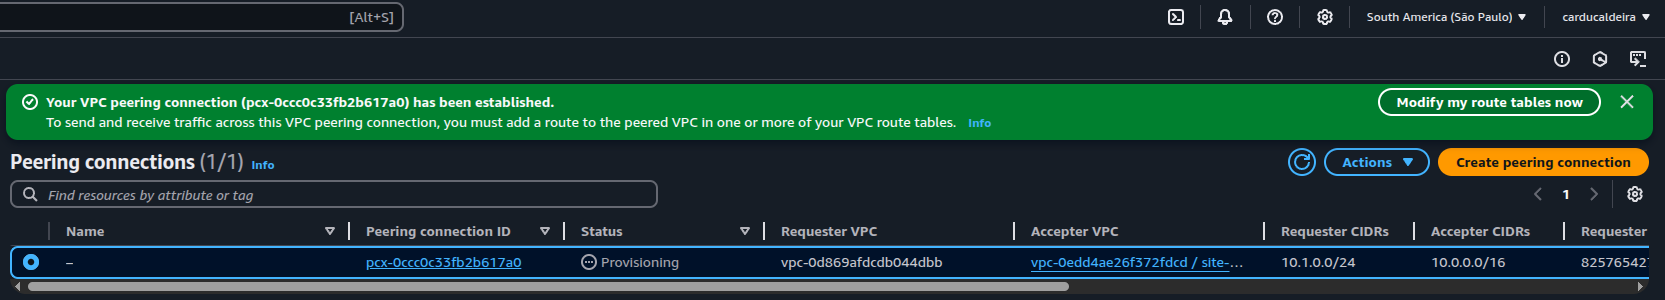 [Alt+S]
South America (São Paulo)
carducaldeira
Your VPC peering connection (pcx-0ccc0c33fb2b617a0) has been established.
To send and receive traffic across this VPC peering connection, you must add a route to the peered VPC in one or more of your VPC route tables. Info
Modify my route tables now
Peering connections (1/1) Info
Actions
Create peering connection
Find resources by attribute or tag
1
Name
Peering connection ID
Status
Requester VPC
Accepter VPC
Requester CIDRs
Accepter CIDRs
Requester
–
pcx-0ccc0c33fb2b617a0
Provisioning
vpc-0d869afdcdb044dbb
vpc-0edd4ae26f372fdcd / site-...
10.1.0.0/24
10.0.0.0/16
82576542